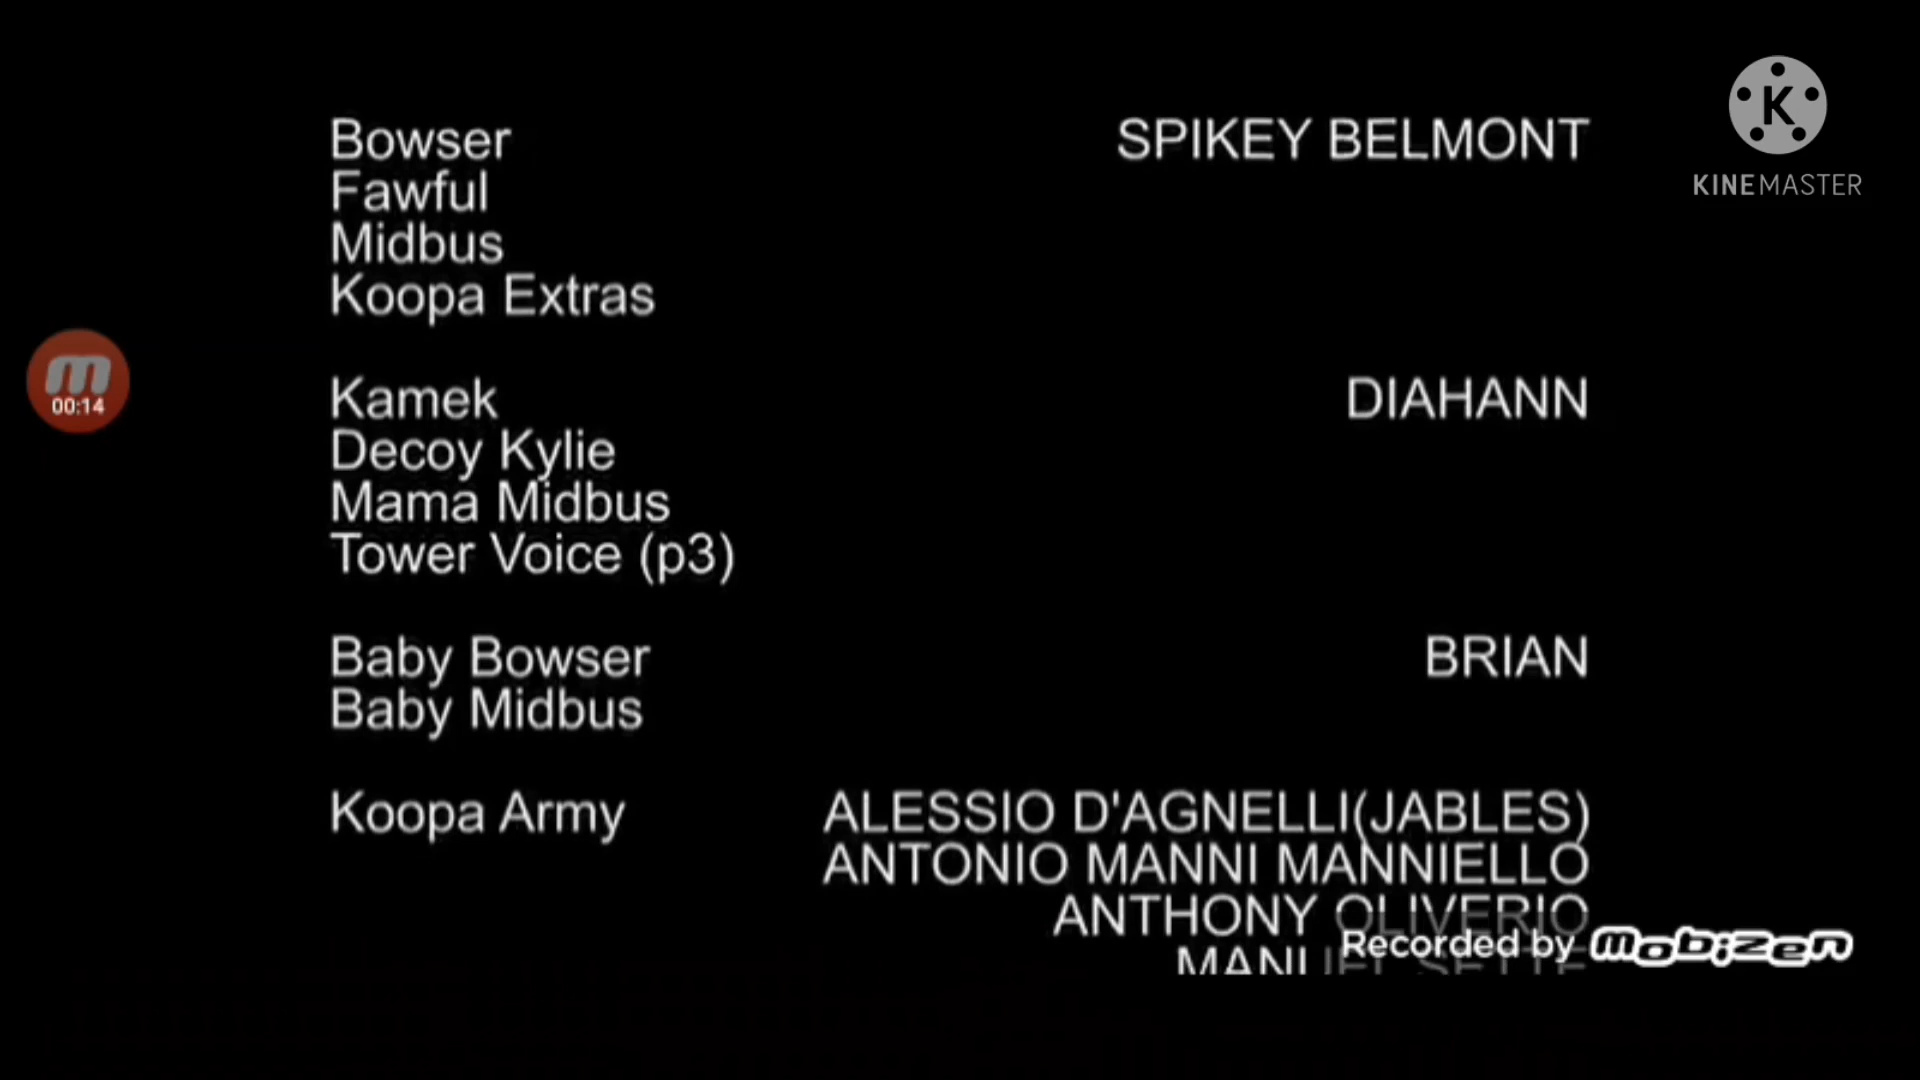 Bowser SPIKEY BELMONT
Fawful
Midbus
Koopa Extras
Kamek DIAHANN
Decoy Kylie
Mama Midbus
Tower Voice (p3)
Baby Bowser BRIAN
Baby Midbus
Koopa Army ALESSIO D'AGNELLI(JABLES)
ANTONIO MANNI MANNIELLO
ANTHONY OLIVERIO
K
KINEMASTER
m
00:14
Recorded by mobizen